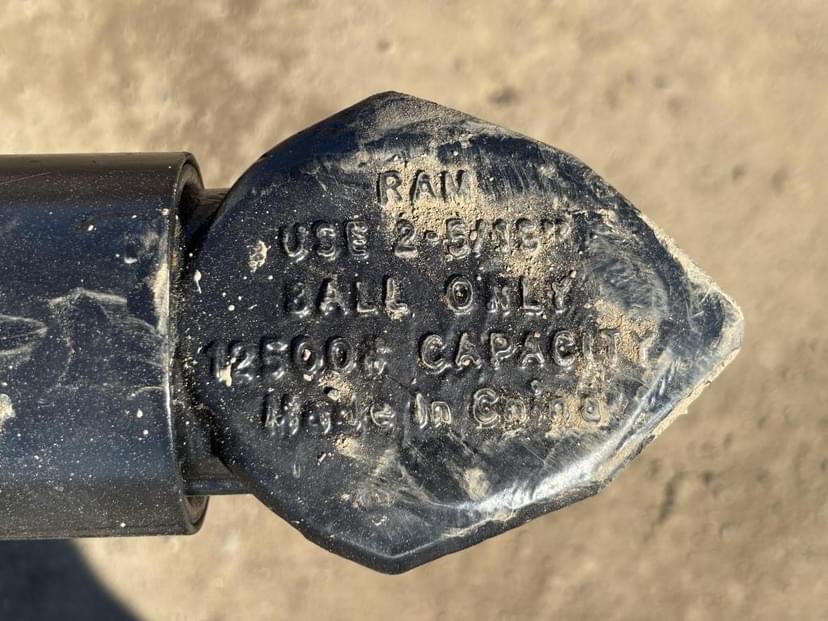 RAM
USE 2-5/16"
BALL ONLY
12500# CAPACITY
Made In China